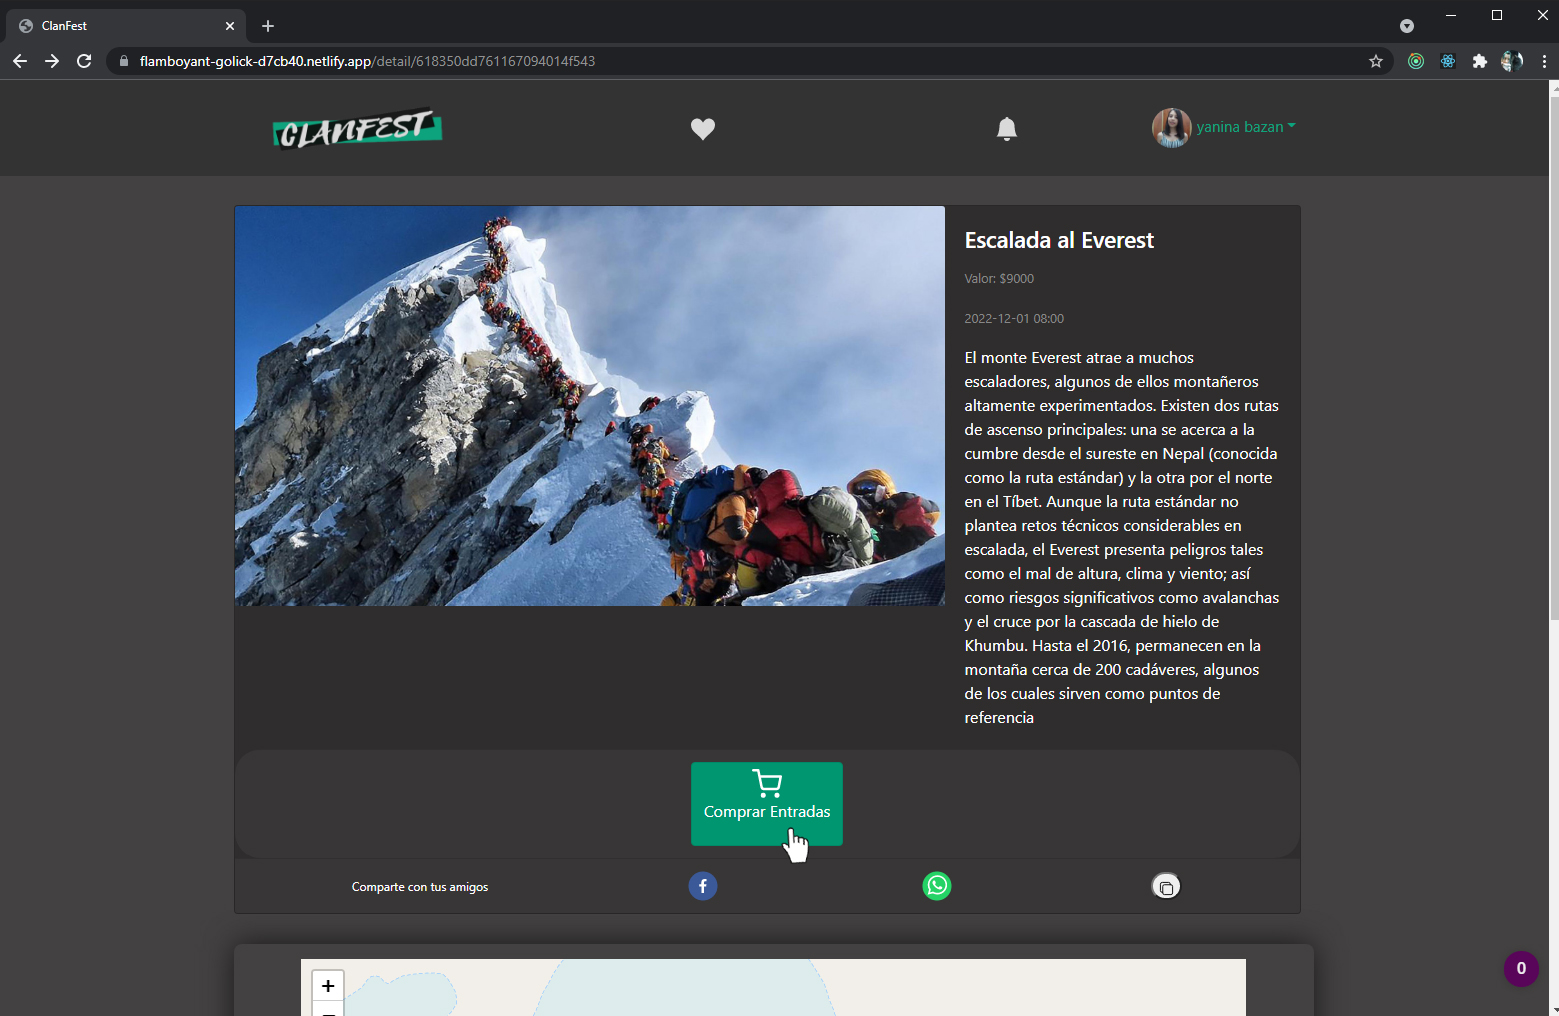 ClanFest
flamboyant-golick-d7cb40.netlify.app/detail/618350dd761167094014f543
CLANFEST
yanina bazan
Escalada al Everest
Valor: $9000
2022-12-01 08:00
El monte Everest atrae a muchos
escaladores, algunos de ellos montañeros
altamente experimentados. Existen dos rutas
de ascenso principales: una se acerca a la
cumbre desde el sureste en Nepal (conocida
como la ruta estándar) y la otra por el norte
en el Tíbet. Aunque la ruta estándar no
plantea retos técnicos considerables en
escalada, el Everest presenta peligros tales
como el mal de altura, clima y viento; así
como riesgos significativos como avalanchas
y el cruce por la cascada de hielo de
Khumbu. Hasta el 2016, permanecen en la
montaña cerca de 200 cadáveres, algunos
de los cuales sirven como puntos de
referencia
Comprar Entradas
Comparte con tus amigos
+
0